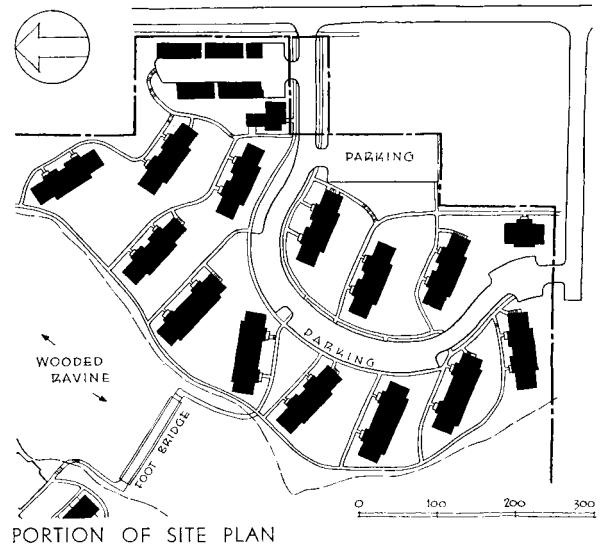 PARKING
PARKING
WOODED
RAVINE
FOOT BRIDGE
0 100 200 300
PORTION OF SITE PLAN